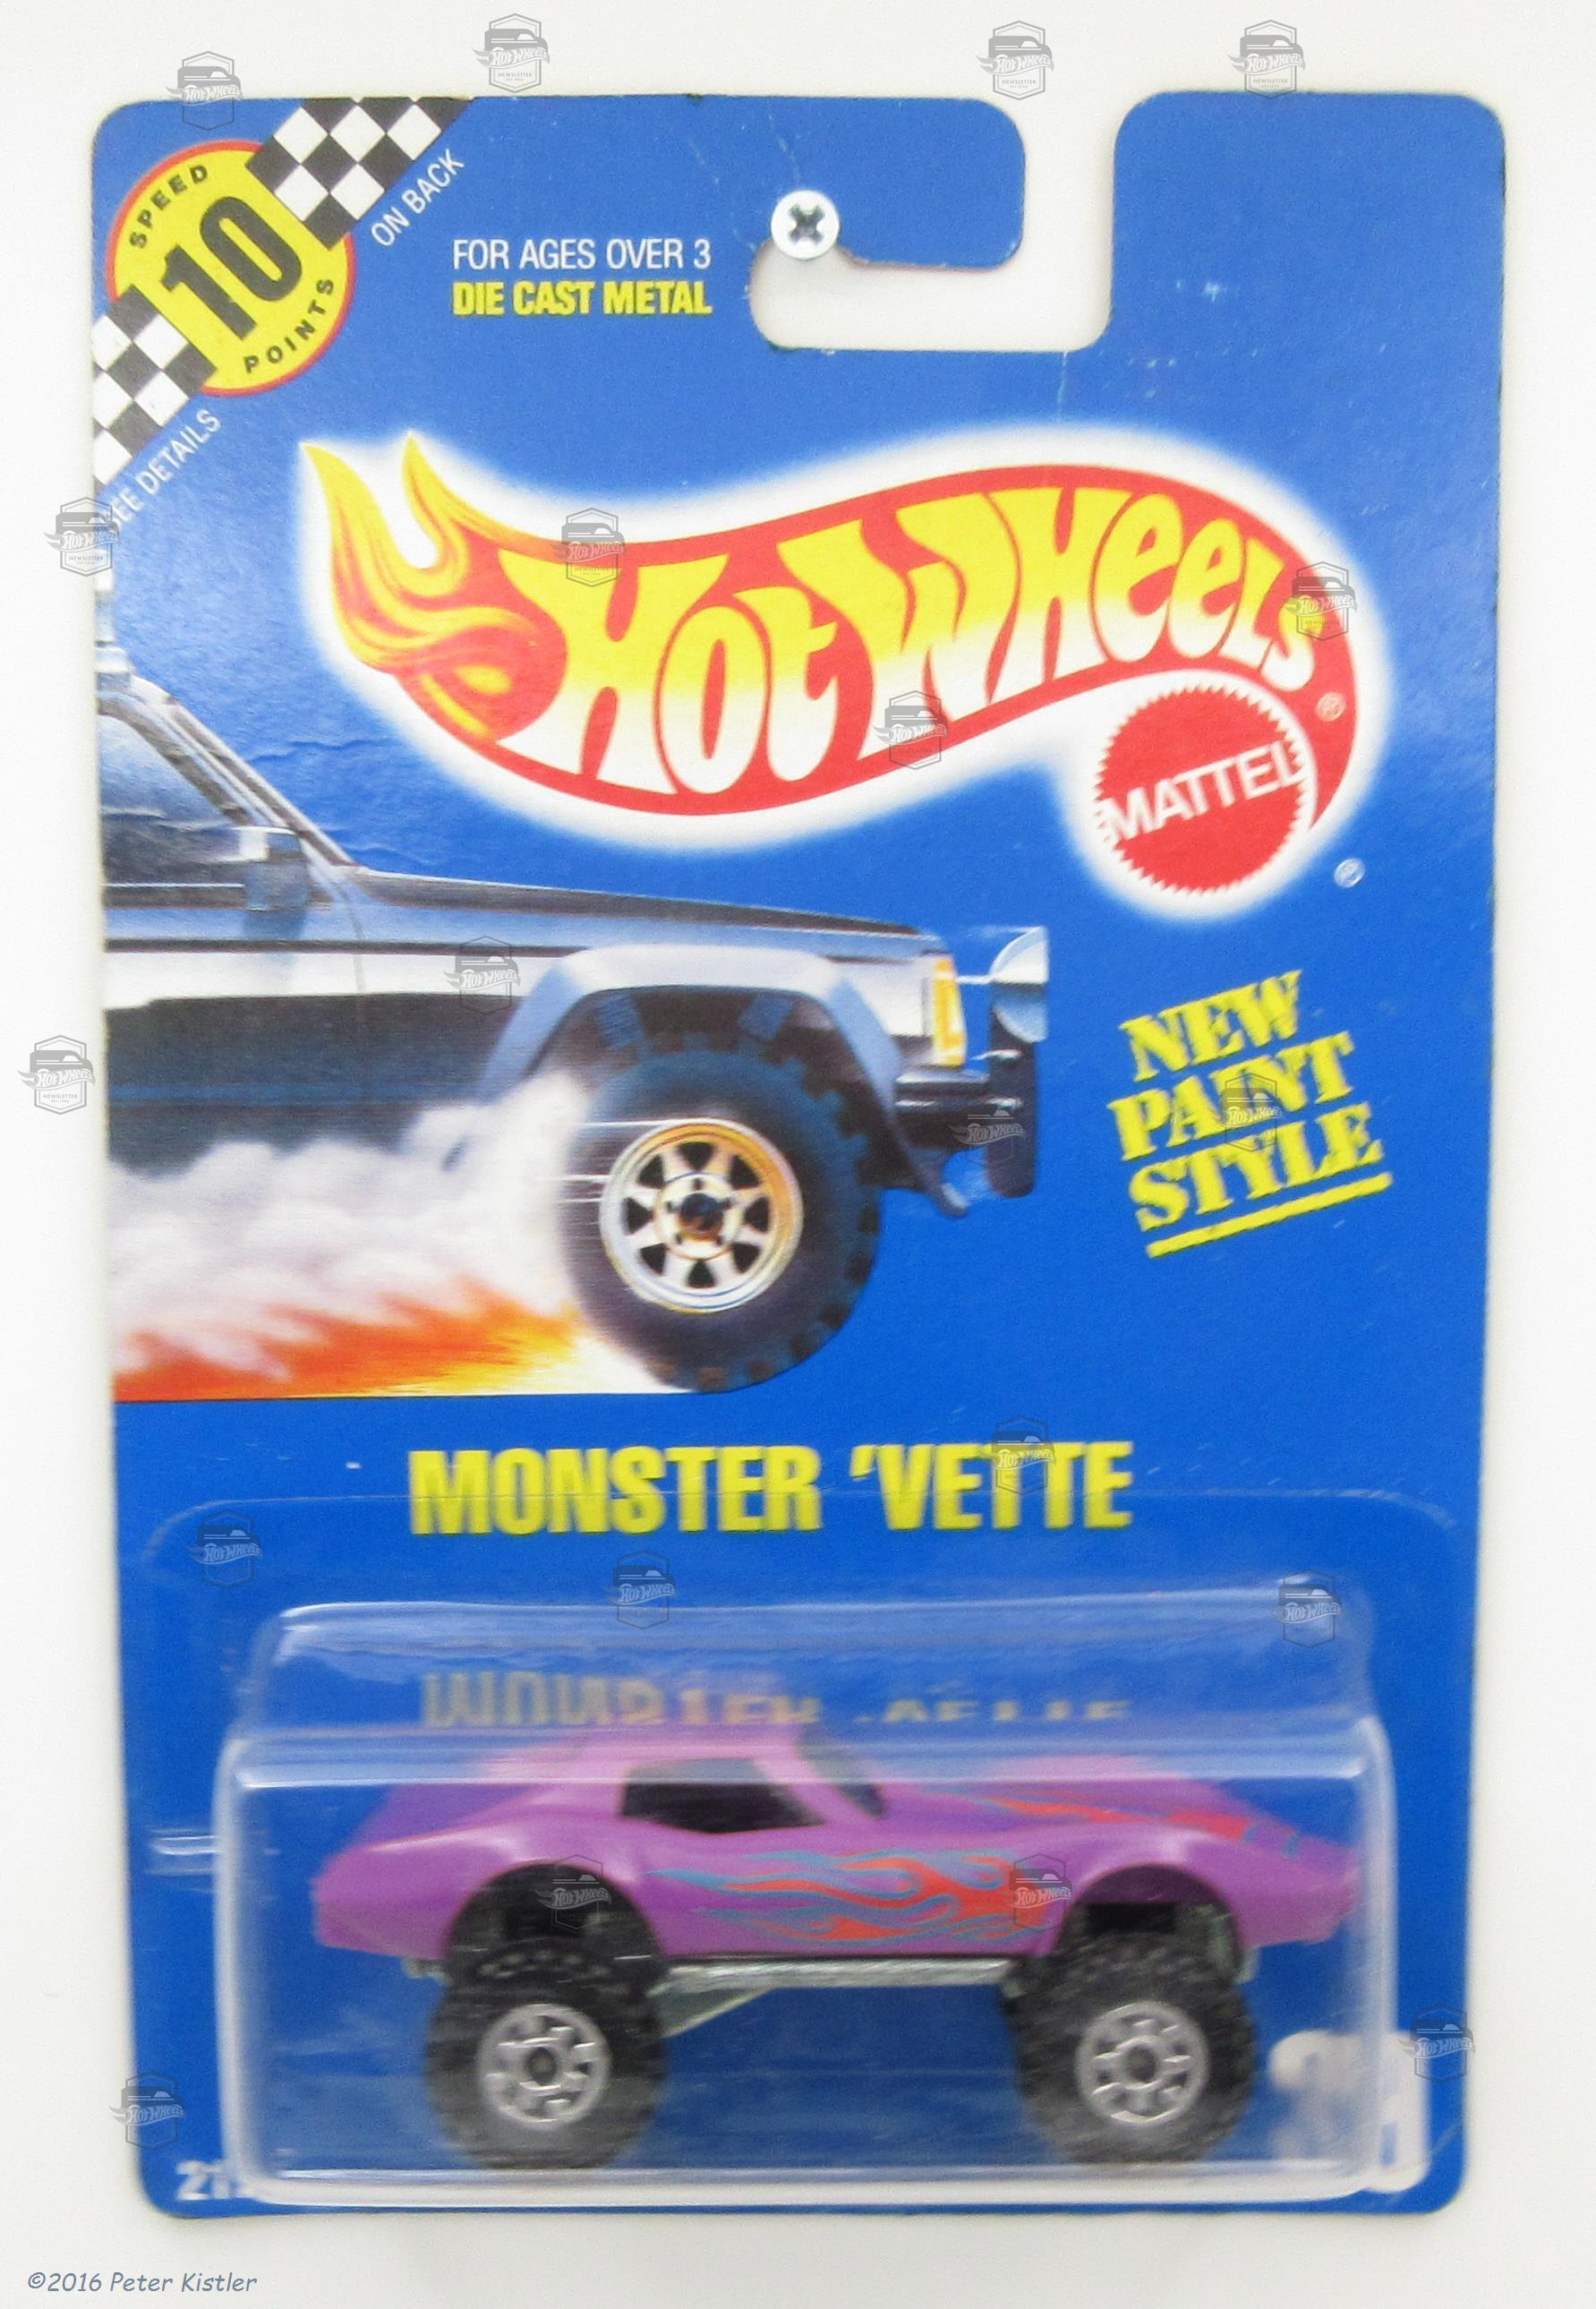 SPEED
10
POINTS
ON BACK
SEE DETAILS
FOR AGES OVER 3
DIE CAST METAL
HOT WHEELS ®
MATTEL
®
NEW
PAINT
STYLE
MONSTER 'VETTE
©2016 Peter Kistler